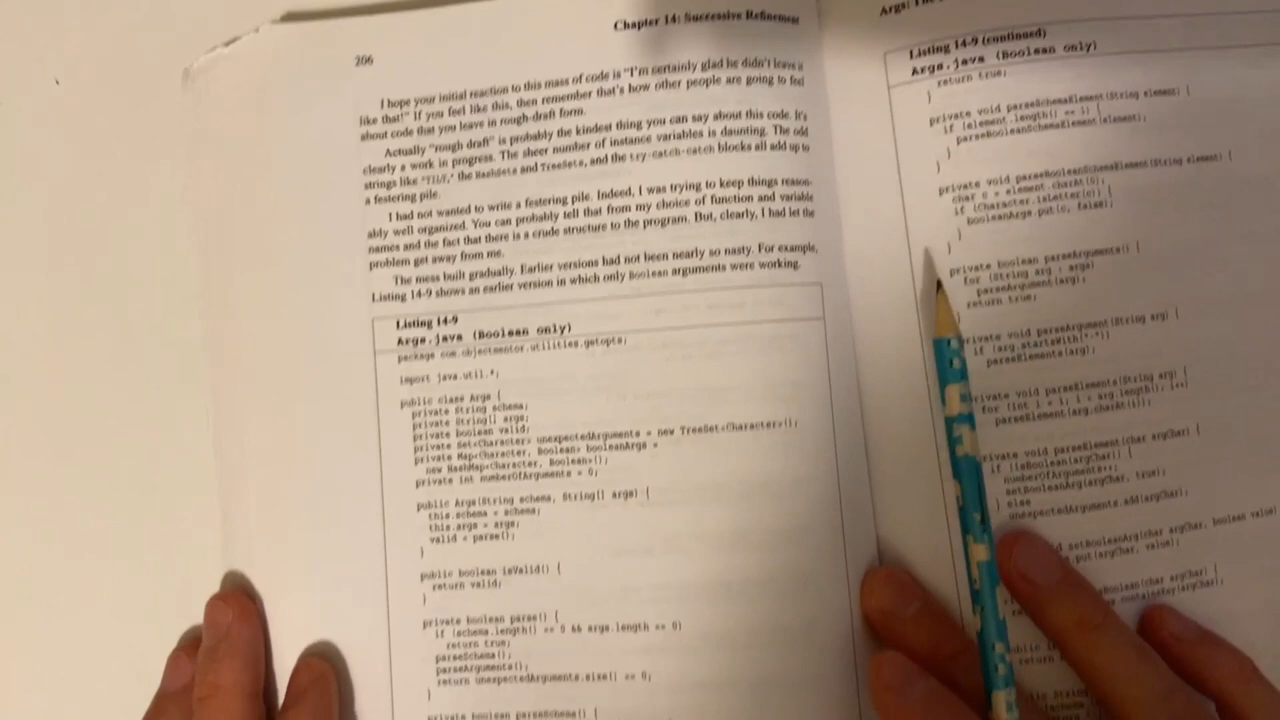 Chapter 14: Successive Refinement
206
I hope your initial reaction to this mass of code is "I'm certainly glad he didn't leave it
like that!" If you feel like this, then remember that's how other people are going to feel
about code that you leave in rough-draft form.
Actually "rough draft" is probably the kindest thing you can say about this code. It's
clearly a work in progress. The sheer number of instance variables is daunting. The odd
strings like "TILT," the HashSets and TreeSets, and the try-catch-catch blocks all add up to
a festering pile.
I had not wanted to write a festering pile. Indeed, I was trying to keep things reason-
ably well organized. You can probably tell that from my choice of function and variable
names and the fact that there is a crude structure to the program. But, clearly, I had let the
problem get away from me.
The mess built gradually. Earlier versions had not been nearly so nasty. For example,
Listing 14-9 shows an earlier version in which only Boolean arguments were working.
Listing 14-9
Args.java (Boolean only)
package com.objectmentor.utilities.getopts;
import java.util.*;
public class Args {
private String schema;
private String[] args;
private boolean valid;
private Set<Character> unexpectedArguments = new TreeSet<Character>();
private Map<Character, Boolean> booleanArgs =
new HashMap<Character, Boolean>();
private int numberOfArguments = 0;
public Args(String schema, String[] args) {
this.schema = schema;
this.args = args;
valid = parse();
}
public boolean isValid() {
return valid;
}
private boolean parse() {
if (schema.length() == 0 && args.length == 0)
return true;
parseSchema();
parseArguments();
return unexpectedArguments.size() == 0;
}
private boolean parseSchema() {
Args:
Listing 14-9 (continued)
Args.java (Boolean only)
return true;
}
private void parseSchemaElement(String element) {
if (element.length() == 1) {
parseBooleanSchemaElement(element);
}
}
private void parseBooleanSchemaElement(String element) {
char c = element.charAt(0);
if (Character.isLetter(c)) {
booleanArgs.put(c, false);
}
}
private boolean parseArguments() {
for (String arg : args)
parseArgument(arg);
return true;
}
private void parseArgument(String arg) {
if (arg.startsWith("-"))
parseElements(arg);
private void parseElements(String arg) {
for (int i = 1; i < arg.length(); i++)
parseElement(arg.charAt(i));
private void parseElement(char argChar) {
if (isBoolean(argChar)) {
numberOfArguments++;
setBooleanArg(argChar, true);
} else
unexpectedArguments.add(argChar);
setBooleanArg(char argChar, boolean value)
put(argChar, value);
Boolean(char argChar) {
containsKey(argChar);